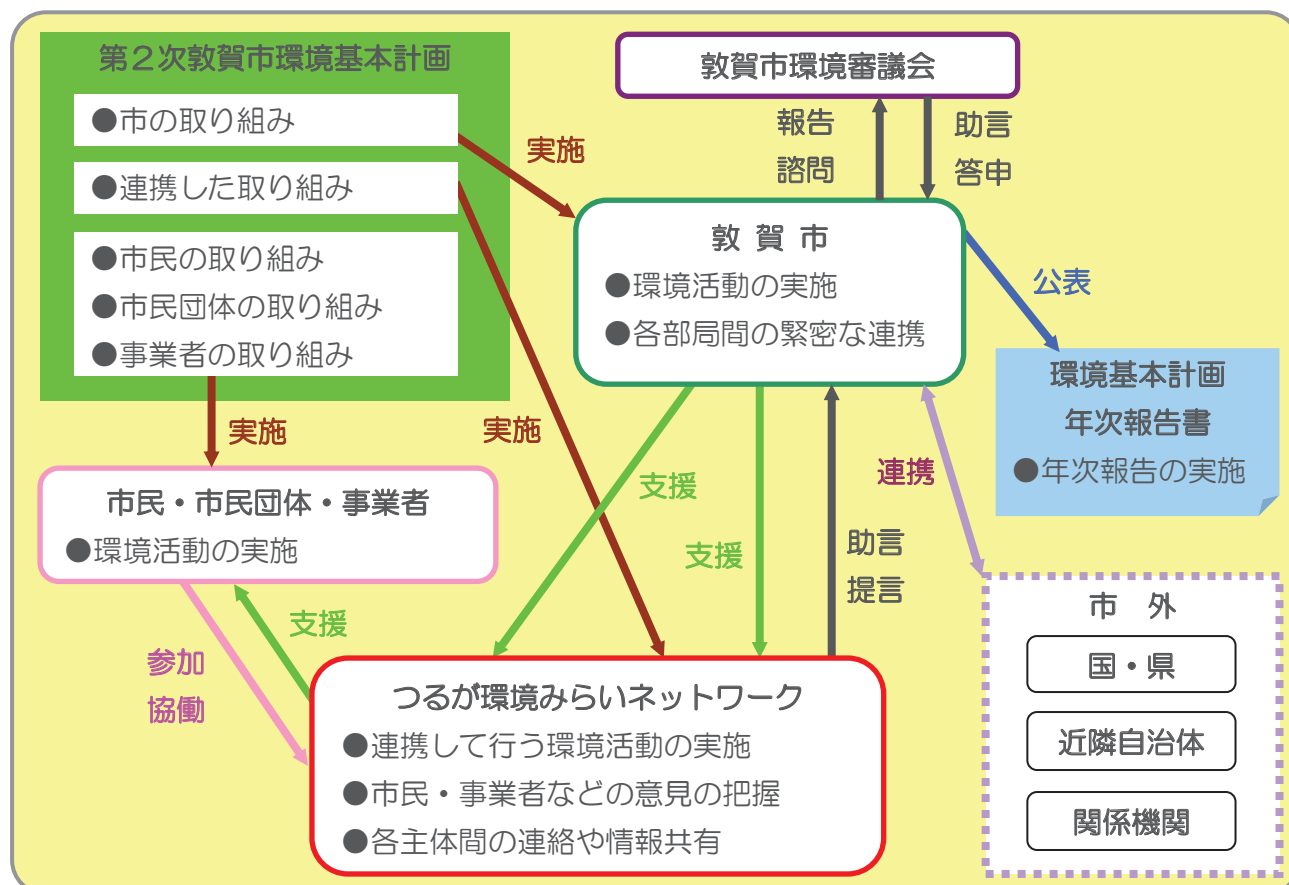 第２次敦賀市環境基本計画
●市の取り組み
●連携した取り組み
●市民の取り組み
●市民団体の取り組み
●事業者の取り組み
敦賀市環境審議会
報告
諮問
助言
答申
実施
敦賀市
●環境活動の実施
●各部局間の緊密な連携
公表
環境基本計画
年次報告書
●年次報告の実施
実施
実施
市民・市民団体・事業者
●環境活動の実施
支援
支援
助言
提言
連携
支援
参加
協働
つるが環境みらいネットワーク
●連携して行う環境活動の実施
●市民・事業者などの意見の把握
●各主体間の連絡や情報共有
市　外
国・県
近隣自治体
関係機関